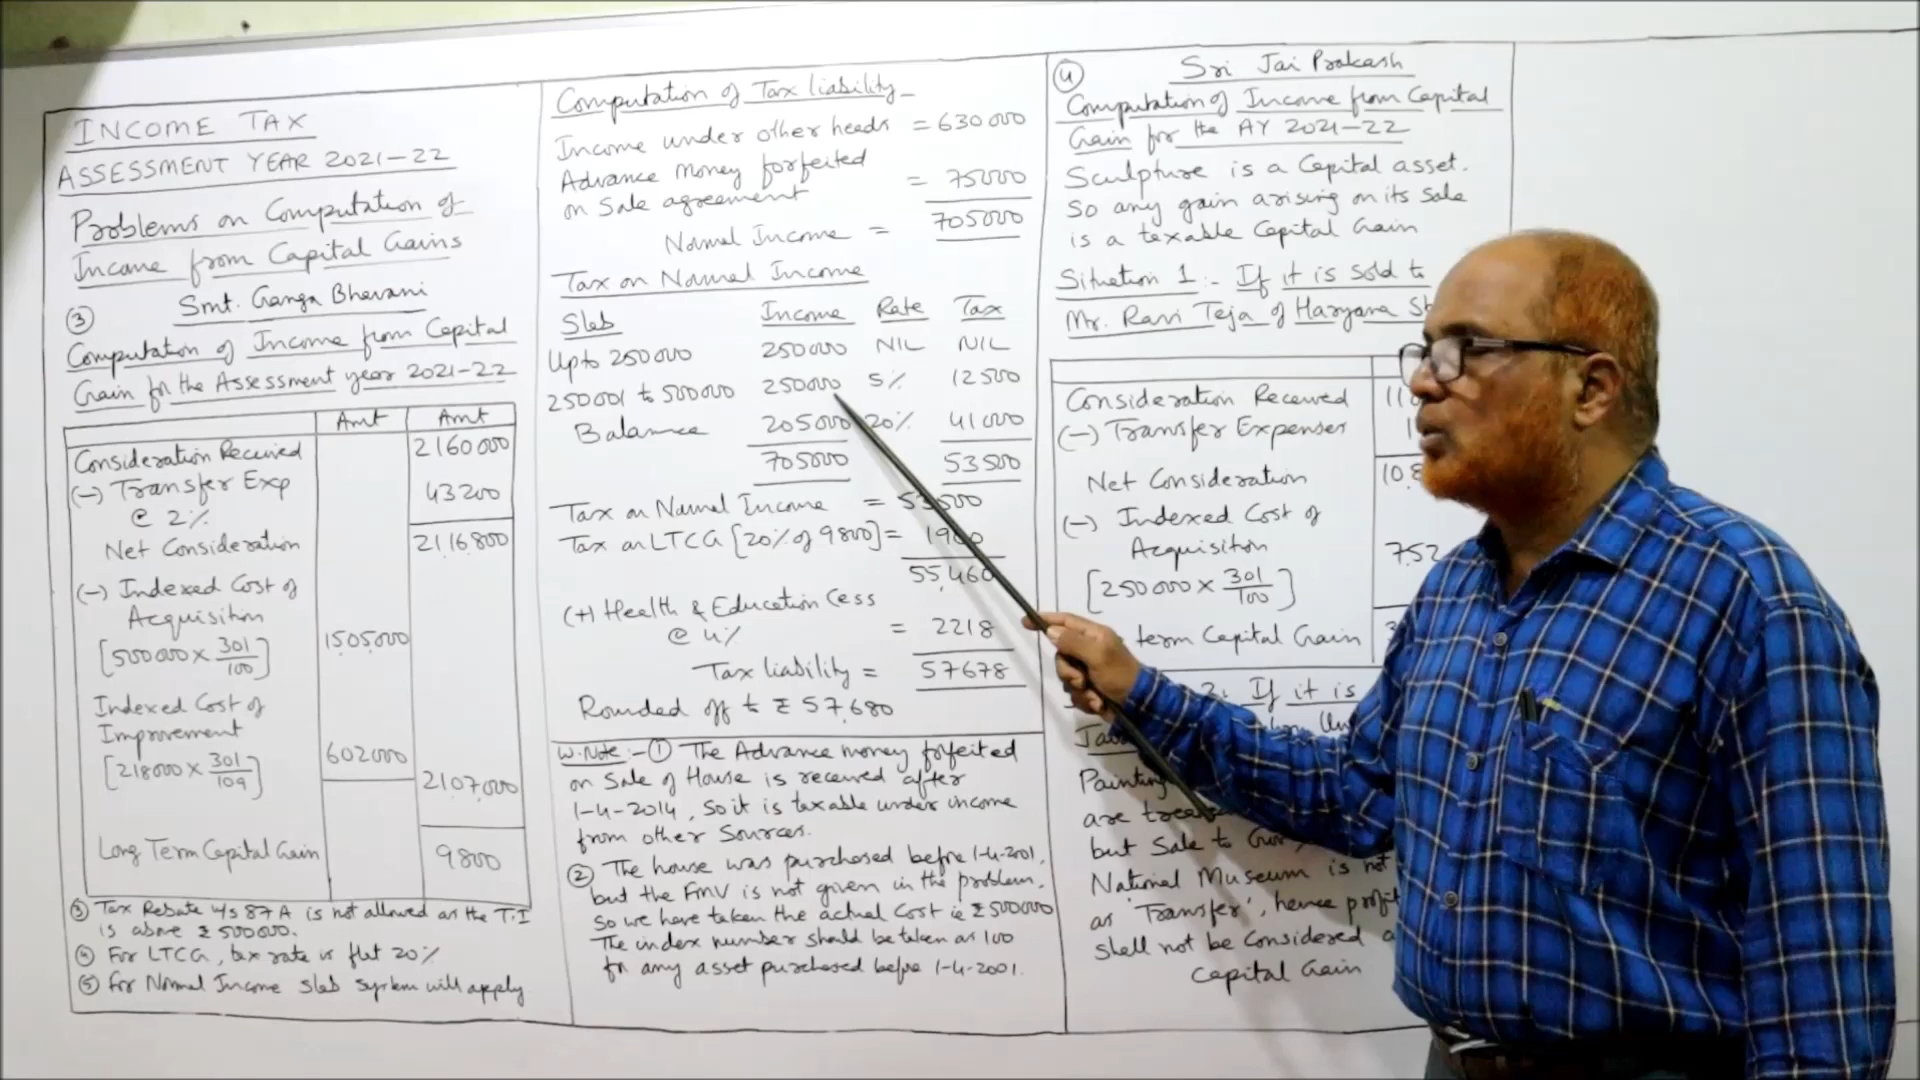 INCOME TAX
ASSESSMENT YEAR 2021-22
Problems on Computation of
Income from Capital Gains
③ Smt. Ganga Bhavani
Computation of Income from Capital
Gain for the Assessment year 2021-22
Amt Amt
Consideration Received 2160000
(-) Transfer Exp 43200
@ 2%
Net Consideration 2,16,800
(-) Indexed Cost of
Acquisition
[500000 × 301/100] 1505000
Indexed Cost of
Improvement
[218000 × 301/109] 602000
2107000
Long Term Capital Gain 9800
③ Tax Rebate u/s 87A is not allowed as the T.I
is above ₹ 500000.
④ For LTCG, tax rate is flat 20%
⑤ For Normal Income slab system will apply
Computation of Tax liability
Income under other heads = 630000
Advance money forfeited
on Sale agreement = 75000
Normal Income = 705000
Tax on Normal Income
Slab Income Rate Tax
Upto 250000 250000 NIL NIL
250001 to 500000 250000 5% 12500
Balance 205000 20% 41000
705000 53500
Tax on Normal Income = 53500
Tax on LTCG [20% of 9800] =
55,460
(+) Health & Education Cess
@ 4% = 2218
Tax liability = 57678
Rounded off to ₹ 57,680
W.Note:- ① The Advance money forfeited
on Sale of House is received after
1-4-2014, So it is taxable under income
from other Sources.
② The house was purchased before 1-4-2001,
but the FMV is not given in the problem,
So we have taken the actual Cost ie ₹ 500000
The index number should be taken as 100
for any asset purchased before 1-4-2001.
④ Sri Jai Prakash
Computation of Income from Capital
Gain for the AY 2021-22
Sculpture is a Capital asset.
So any gain arising on its Sale
is a taxable Capital Gain
Situation 1:- If it is sold to
Mr. Ravi Teja of Haryana
Consideration Received
(-) Transfer Expenses
Net Consideration
(-) Indexed Cost of
Acquisition
[250000 × 301/100]
term Capital Gain
2: If it is
Painting
are
but Sale to
National Museum is not
as 'Transfer', hence profit
shall not be Considered
Capital Gain